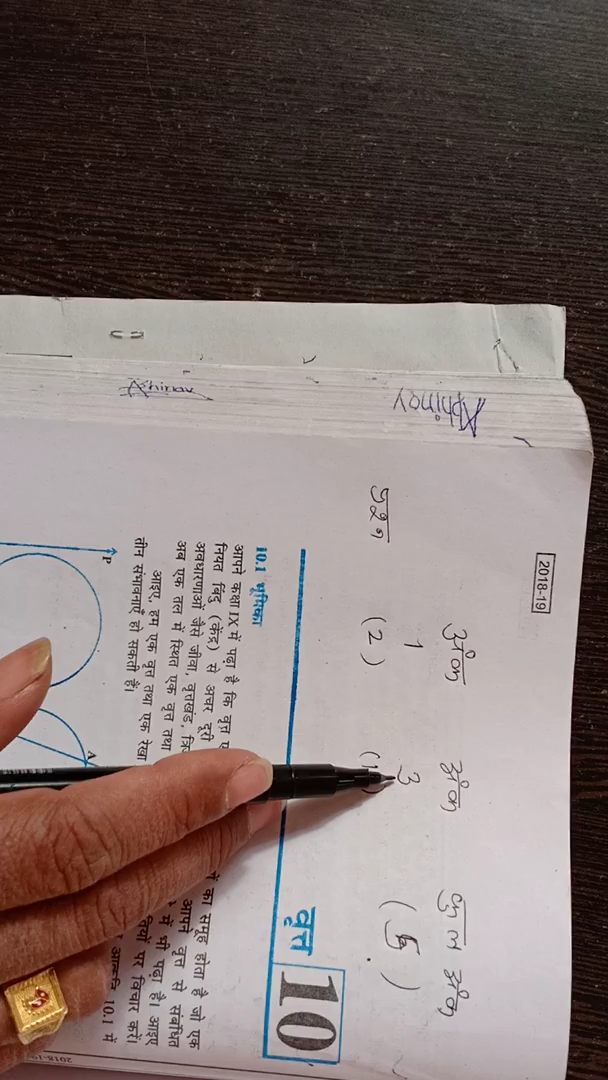 2018-19
अंक अंक कुल अंक
1 3
प्रश्न (2) (5)
वृत्त 10
10.1 भूमिका
आपने कक्षा IX में पढ़ा है कि वृत्त का समूह होता है जो एक
नियत बिंदु (केंद्र) से अचर दूरी आपने वृत्त से संबंधित
अवधारणाओं जैसे जीवा, वृत्तखंड, में भी पढ़ा है। आइए
अब एक तल में स्थित एक वृत्त तथा पर विचार करें।
आइए, हम एक वृत्त तथा एक रेखा आकृति 10.1 में
तीन संभावनाएँ हो सकती हैं।
P
A
Abhinav
Abhinav